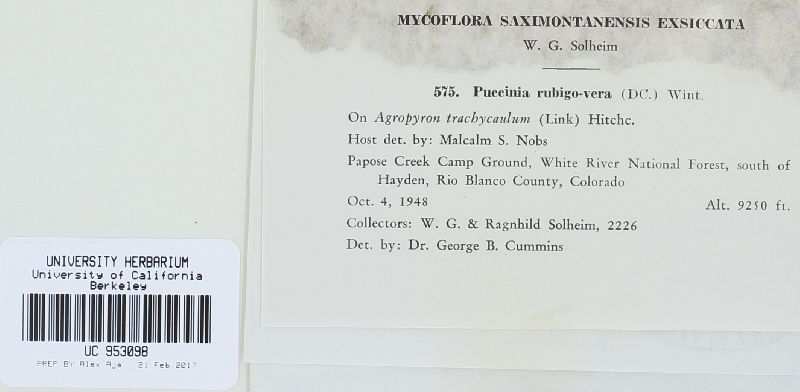 MYCOFLORA SAXIMONTANENSIS EXSICCATA
W. G. Solheim
575. Puccinia rubigo-vera (DC.) Wint.
On Agropyron trachycaulum (Link) Hitchc.
Host det. by: Malcalm S. Nobs
Papose Creek Camp Ground, White River National Forest, south of
Hayden, Rio Blanco County, Colorado
Oct. 4, 1948 Alt. 9250 ft.
Collectors: W. G. & Ragnhild Solheim, 2226
Det. by: Dr. George B. Cummins
UNIVERSITY HERBARIUM
University of California
Berkeley
UC 953098
PREP BY Alex Aja , 21 Feb 2017